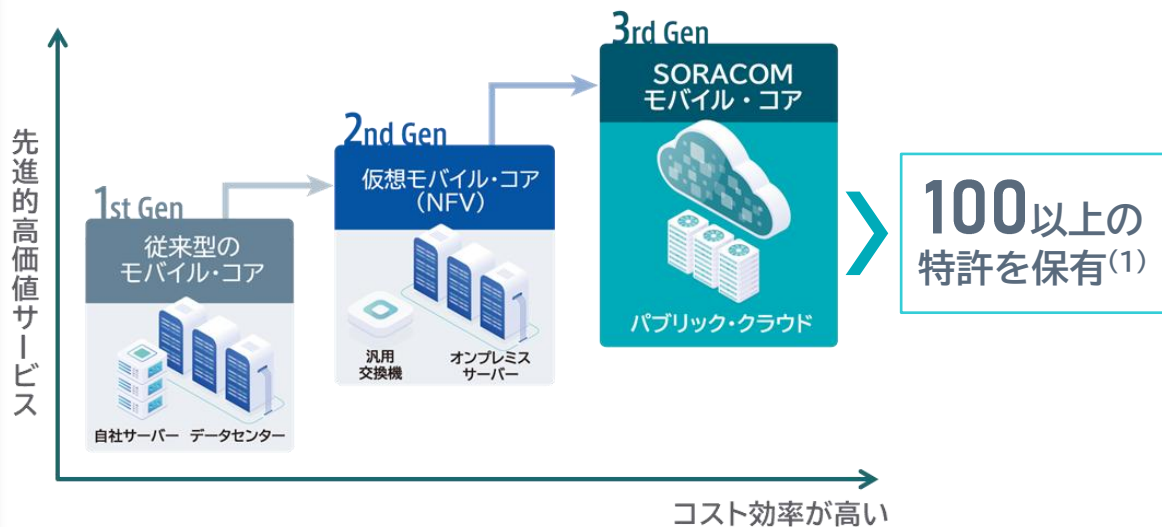 先進的高価値サービス
1st Gen
従来型の
モバイル・コア
自社サーバー
データセンター
2nd Gen
仮想モバイル・コア
(NFV)
汎用
交換機
オンプレミス
サーバー
3rd Gen
SORACOM
モバイル・コア
パブリック・クラウド
100以上の
特許を保有(1)
コスト効率が高い